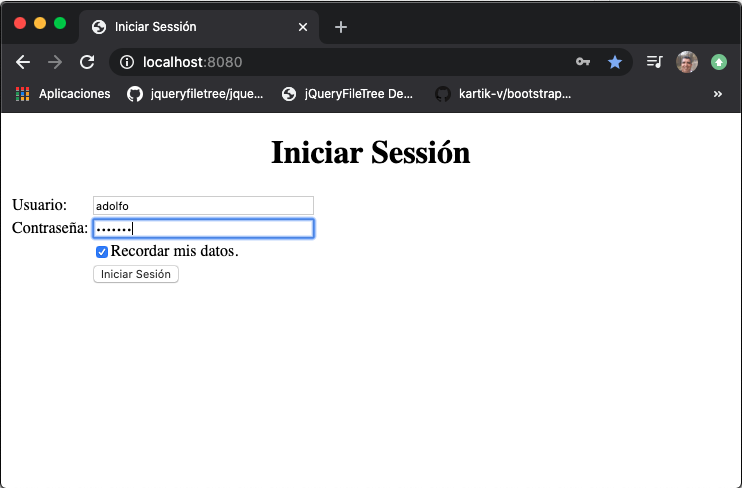 Iniciar Sessión
localhost:8080
Aplicaciones jqueryfiletree/jque... jQueryFileTree De... kartik-v/bootstrap... »
Iniciar Sessión
Usuario: adolfo
Contraseña: •••••••
Recordar mis datos.
Iniciar Sesión